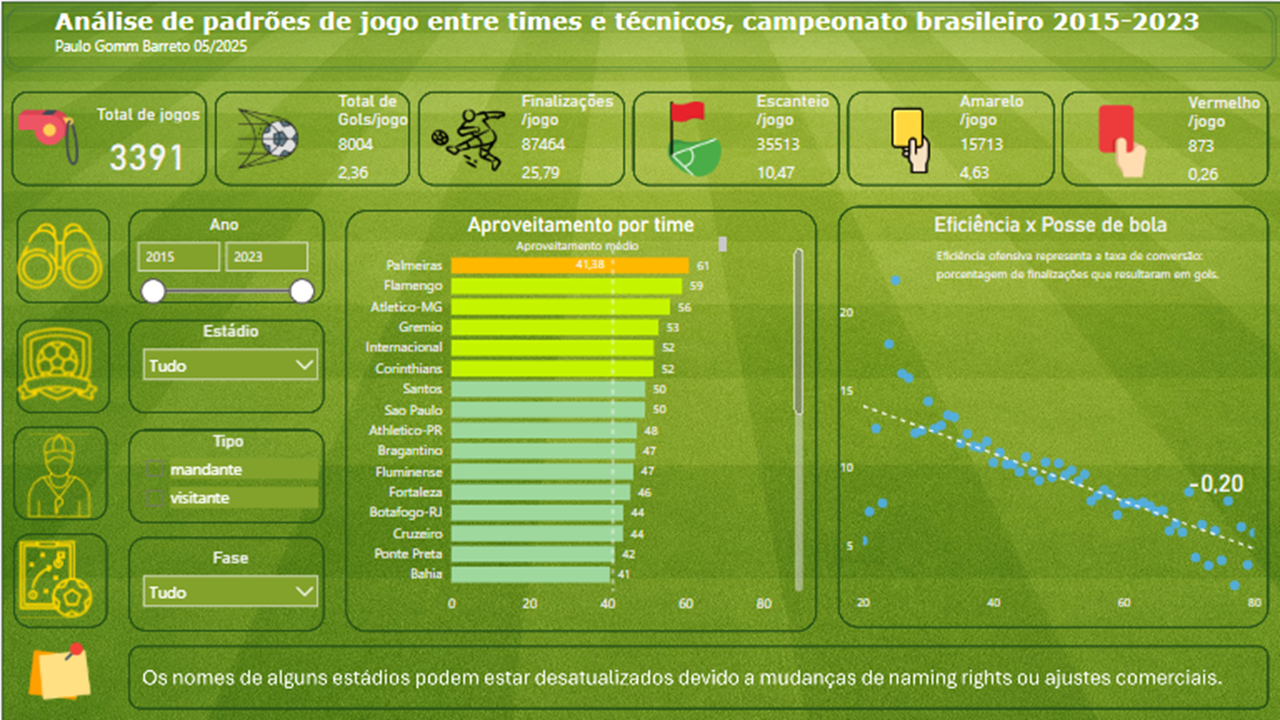 Análise de padrões de jogo entre times e técnicos, campeonato brasileiro 2015-2023
Paulo Gomm Barreto 05/2025
Total de jogos
3391
Total de
Gols/jogo
8004
2,36
Finalizações
/jogo
87464
25,79
Escanteio
/jogo
35513
10,47
Amarelo
/jogo
15713
4,63
Vermelho
/jogo
873
0,26
Ano
2015 2023
Estádio
Tudo
Tipo
mandante
visitante
Fase
Tudo
Aproveitamento por time
Aproveitamento médio
41,38
Palmeiras 61
Flamengo 59
Atletico-MG 56
Gremio 53
Internacional 52
Corinthians 52
Santos 50
Sao Paulo 50
Athletico-PR 48
Bragantino 47
Fluminense 47
Fortaleza 46
Botafogo-RJ 44
Cruzeiro 44
Ponte Preta 42
Bahia 41
0 20 40 60 80
Eficiência x Posse de bola
Eficiência ofensiva representa a taxa de conversão:
porcentagem de finalizações que resultaram em gols.
20
15
10
5
-0,20
20 40 60 80
Os nomes de alguns estádios podem estar desatualizados devido a mudanças de naming rights ou ajustes comerciais.